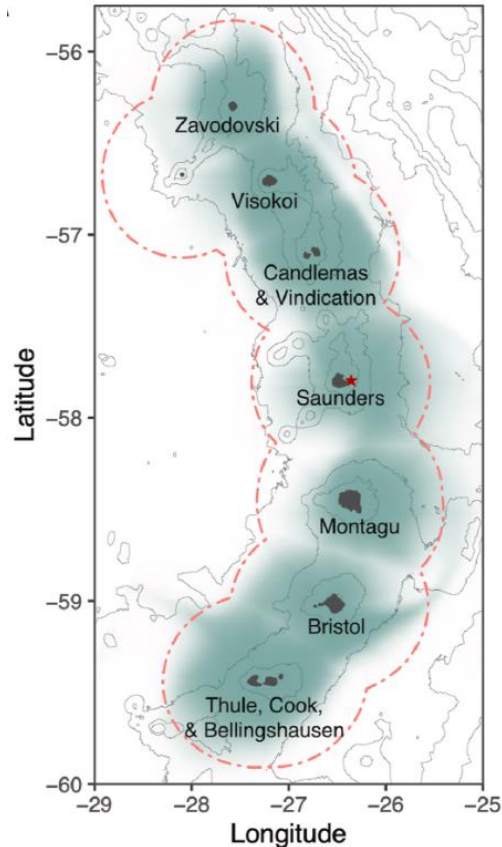 −56
Zavodovski
Visokoi
−57
Candlemas
& Vindication
Saunders
−58
Montagu
−59
Bristol
Thule, Cook,
& Bellingshausen
−60
−29 −28 −27 −26 −25
Longitude
Latitude